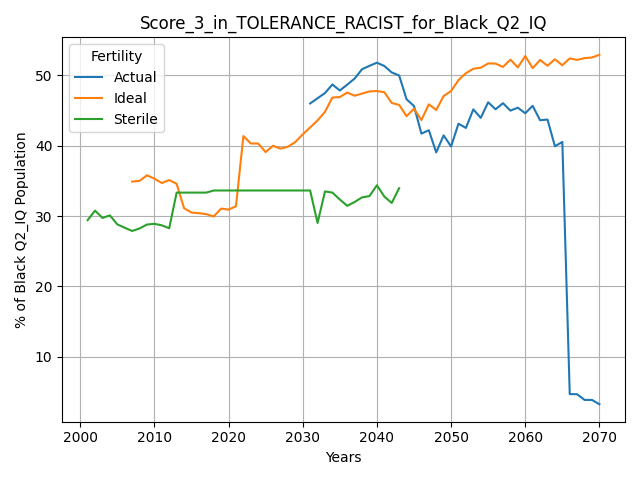 Score_3_in_TOLERANCE_RACIST_for_Black_Q2_IQ
Fertility
Actual
Ideal
Sterile
% of Black Q2_IQ Population
50
40
30
20
10
2000 2010 2020 2030 2040 2050 2060 2070
Years